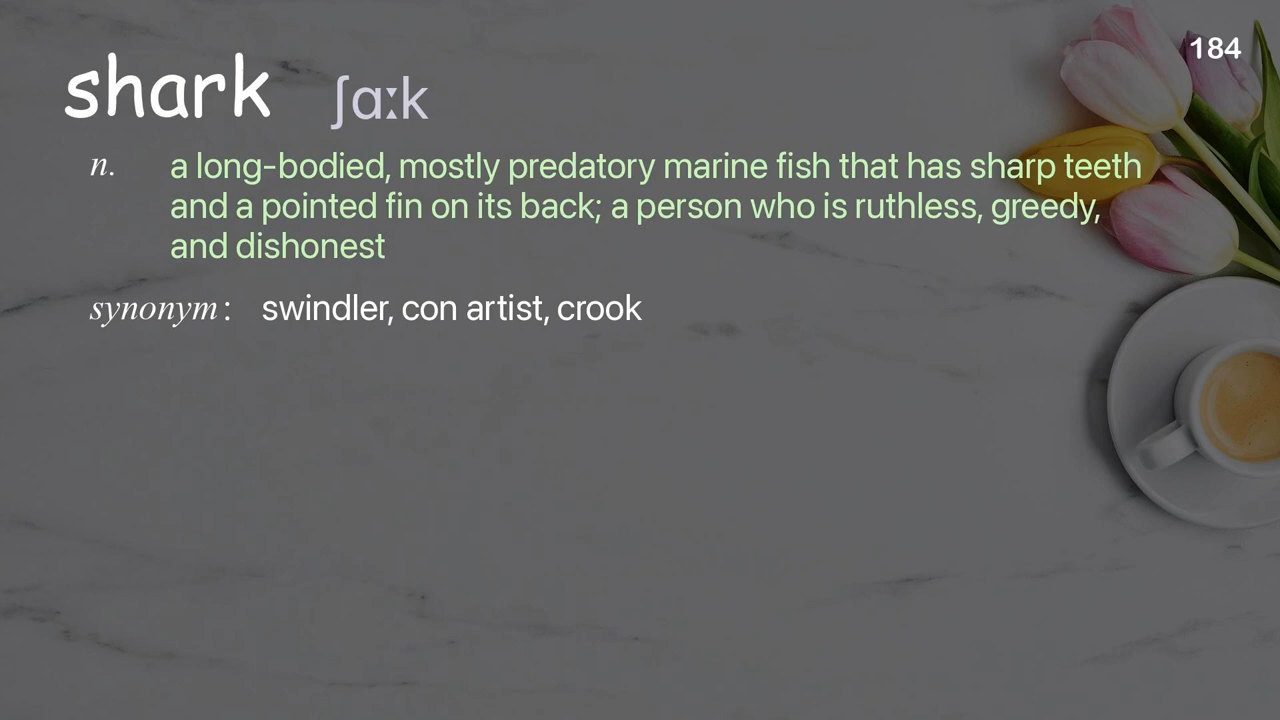 184
shark ʃɑːk
n. a long-bodied, mostly predatory marine fish that has sharp teeth
and a pointed fin on its back; a person who is ruthless, greedy,
and dishonest
synonym: swindler, con artist, crook